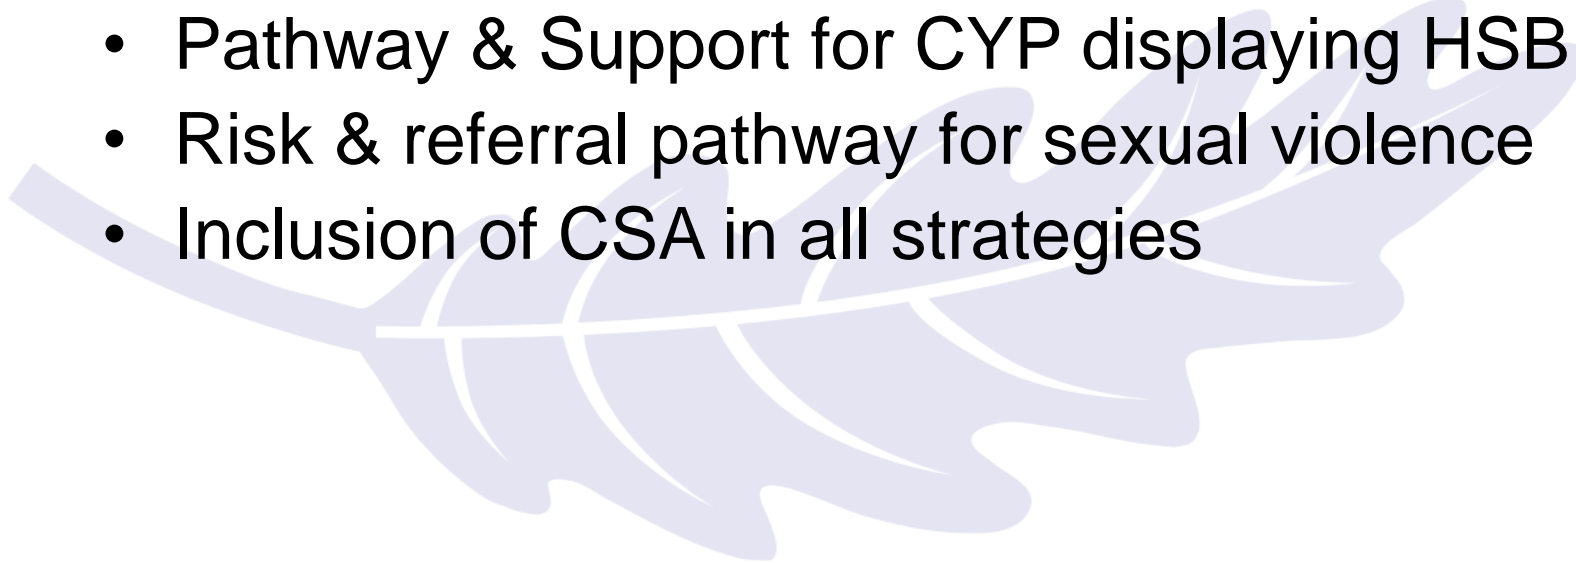 • Pathway & Support for CYP displaying HSB
• Risk & referral pathway for sexual violence
• Inclusion of CSA in all strategies